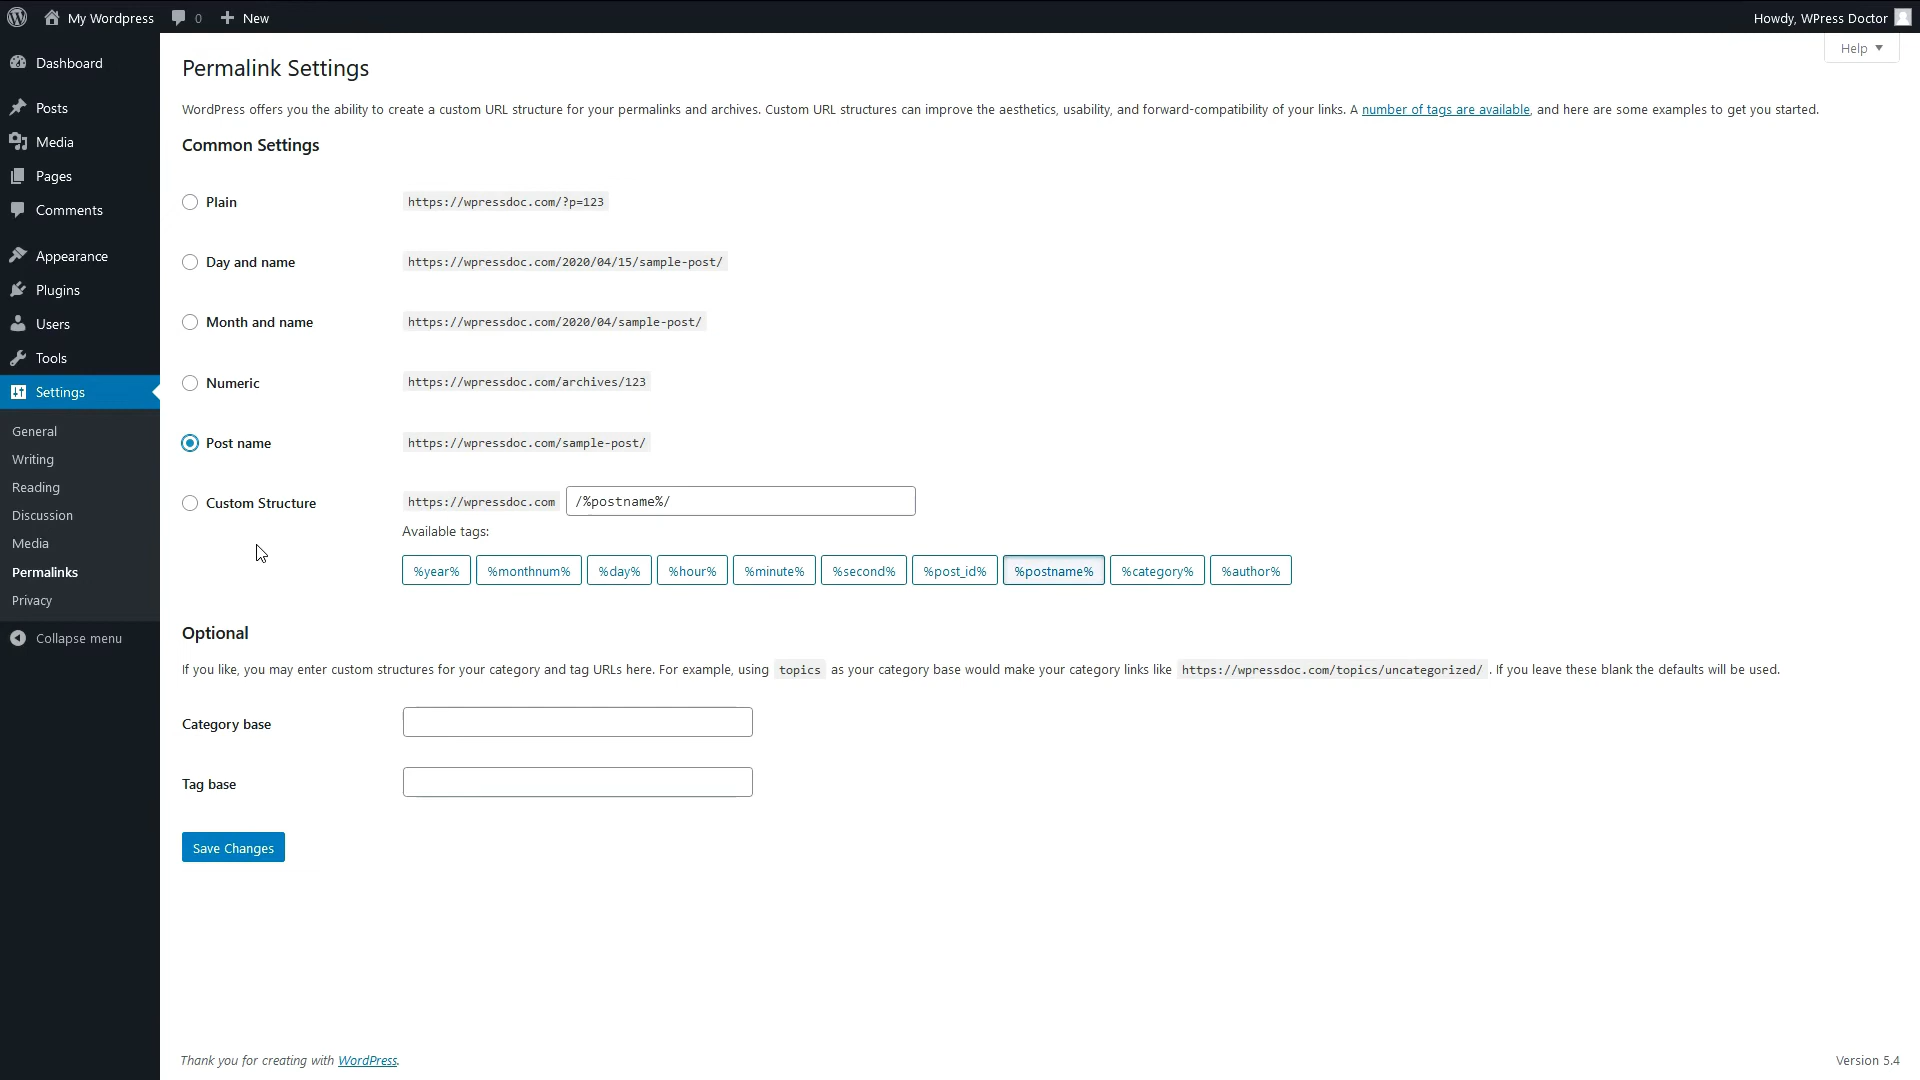 My Wordpress 0 New Howdy, WPress Doctor
Help
Dashboard
Posts
Media
Pages
Comments
Appearance
Plugins
Users
Tools
Settings
General
Writing
Reading
Discussion
Media
Permalinks
Privacy
Collapse menu
Permalink Settings
WordPress offers you the ability to create a custom URL structure for your permalinks and archives. Custom URL structures can improve the aesthetics, usability, and forward-compatibility of your links. A number of tags are available, and here are some examples to get you started.
Common Settings
Plain https://wpressdoc.com/?p=123
Day and name https://wpressdoc.com/2020/04/15/sample-post/
Month and name https://wpressdoc.com/2020/04/sample-post/
Numeric https://wpressdoc.com/archives/123
Post name https://wpressdoc.com/sample-post/
Custom Structure https://wpressdoc.com /%postname%/
Available tags:
%year% %monthnum% %day% %hour% %minute% %second% %post_id% %postname% %category% %author%
Optional
If you like, you may enter custom structures for your category and tag URLs here. For example, using topics as your category base would make your category links like https://wpressdoc.com/topics/uncategorized/ . If you leave these blank the defaults will be used.
Category base
Tag base
Save Changes
Thank you for creating with WordPress. Version 5.4